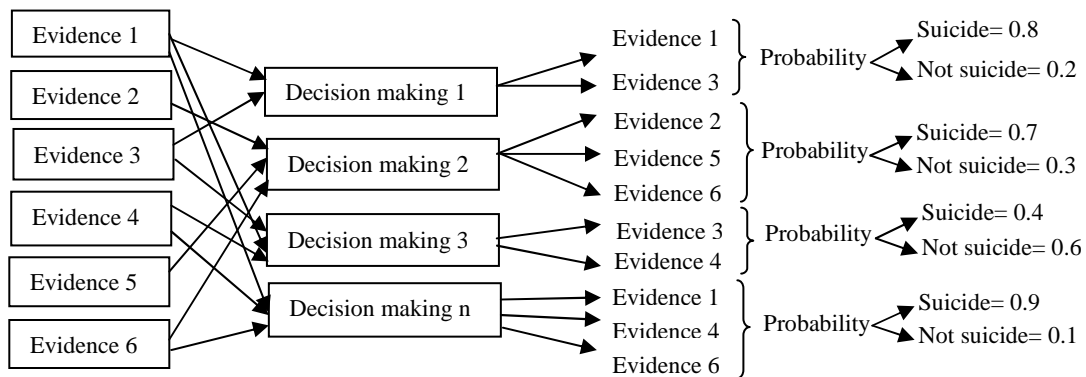 Evidence 1
Evidence 2
Evidence 3
Evidence 4
Evidence 5
Evidence 6
Decision making 1
Decision making 2
Decision making 3
Decision making n
Evidence 1
Evidence 3
Evidence 2
Evidence 5
Evidence 6
Evidence 3
Evidence 4
Evidence 1
Evidence 4
Evidence 6
Probability
Probability
Probability
Probability
Suicide= 0.8
Not suicide= 0.2
Suicide= 0.7
Not suicide= 0.3
Suicide= 0.4
Not suicide= 0.6
Suicide= 0.9
Not suicide= 0.1